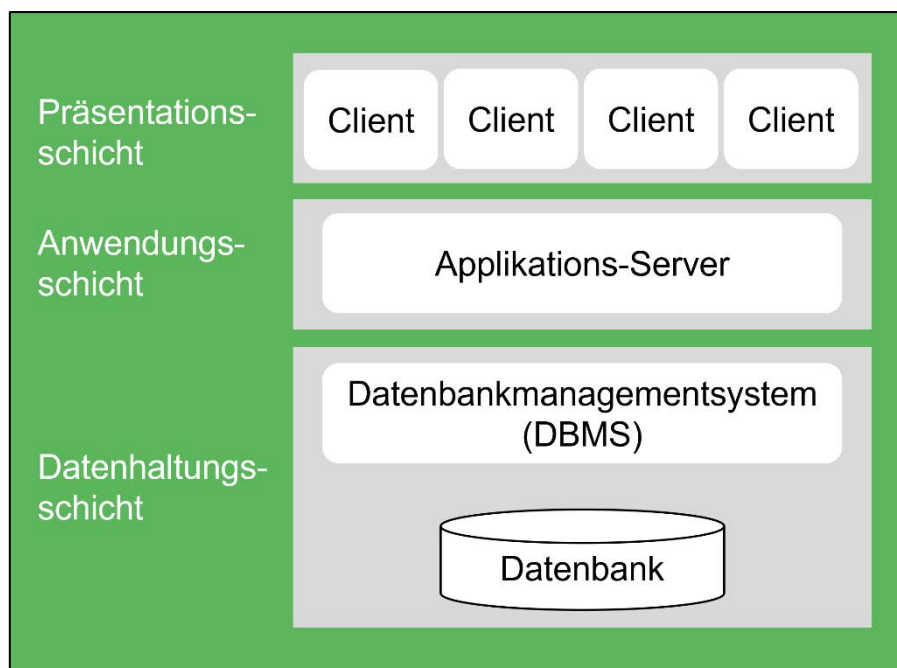 Präsentations-
schicht
Client
Client
Client
Client
Anwendungs-
schicht
Applikations-Server
Datenhaltungs-
schicht
Datenbankmanagementsystem
(DBMS)
Datenbank